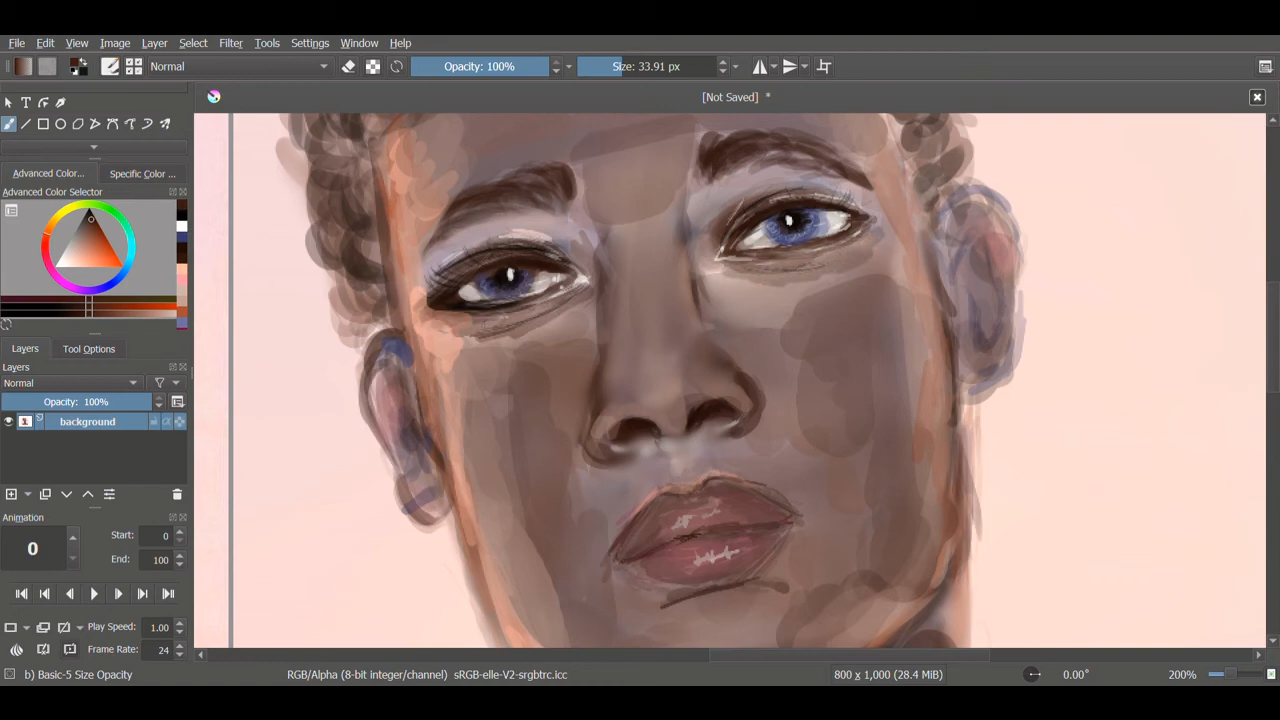 File Edit View Image Layer Select Filter Tools Settings Window Help
Normal Opacity: 100% Size: 33.91 px
[Not Saved] *
Advanced Color... Specific Color ...
Advanced Color Selector
Layers Tool Options
Layers
Normal
Opacity: 100%
1 background
Animation
Start: 0
0
End: 100
Play Speed: 1.00
Frame Rate: 24
b) Basic-5 Size Opacity RGB/Alpha (8-bit integer/channel) sRGB-elle-V2-srgbtrc.icc 800 x 1,000 (28.4 MiB) 0.00° 200%